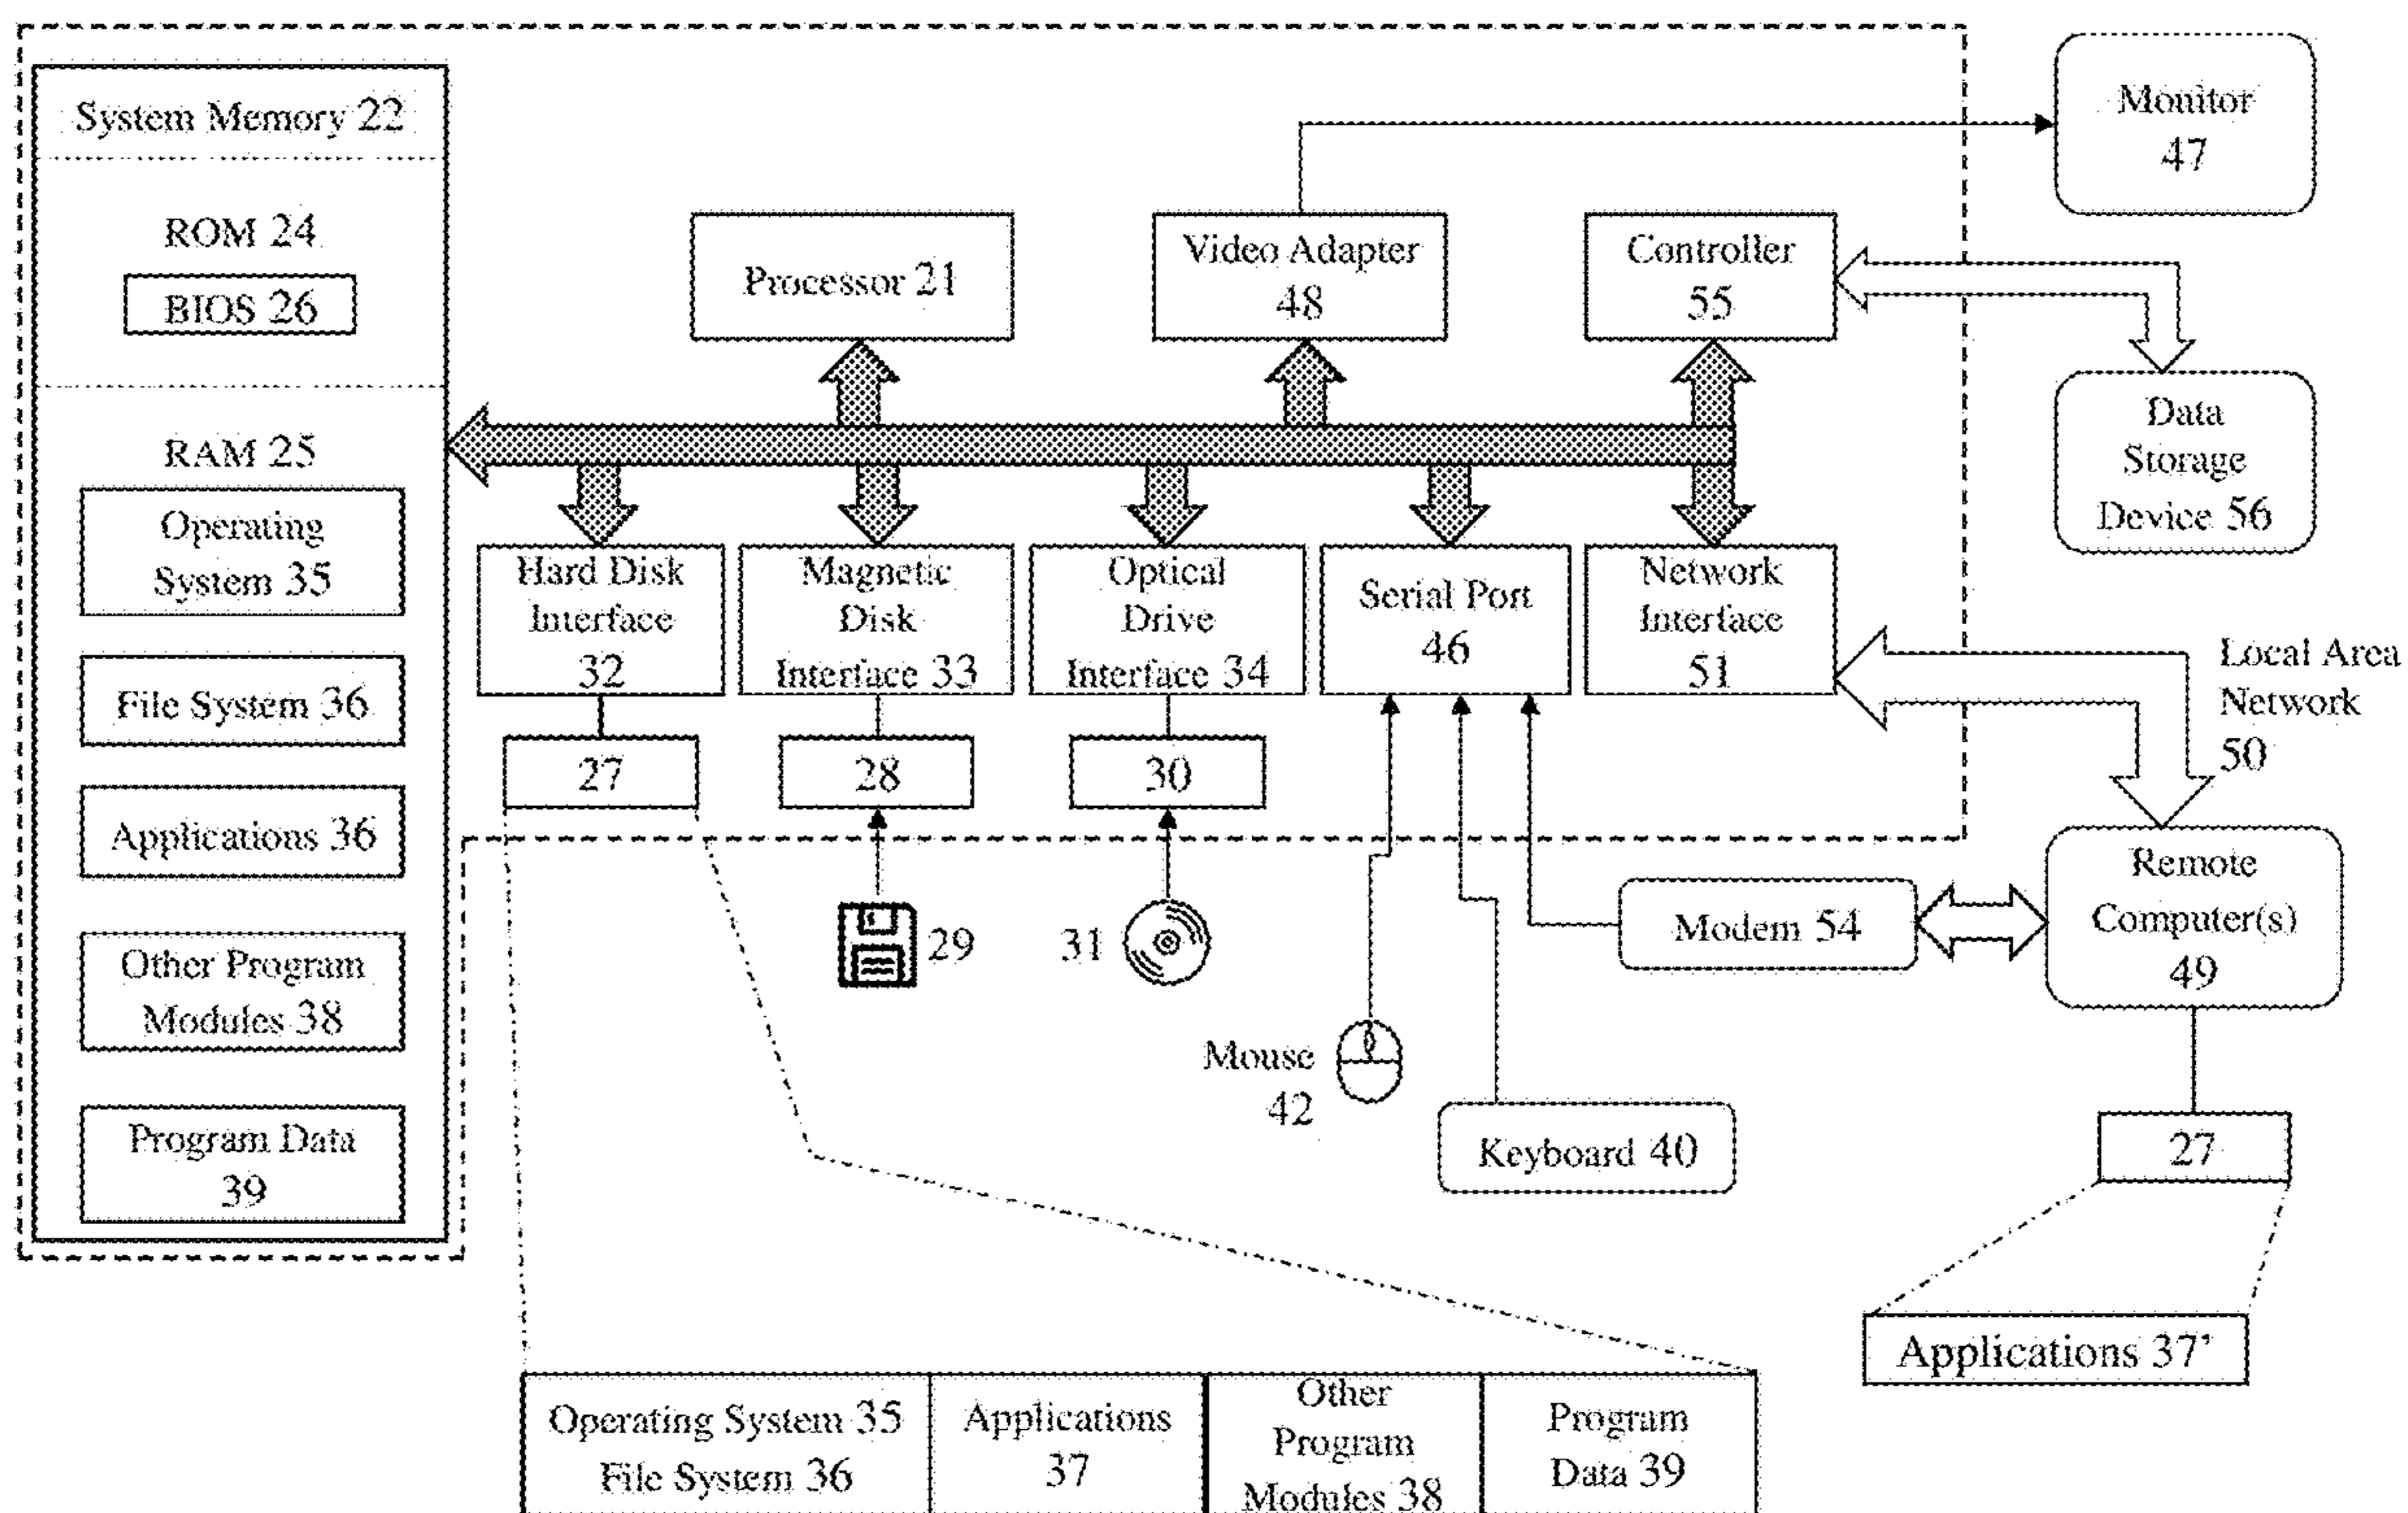 System Memory 22
ROM 24
BIOS 26
RAM 25
Operating
System 35
File System 36
Applications 36
Other Program
Modules 38
Program Data
39
Processor 21
Video Adapter
48
Controller
55
Monitor
47
Data
Storage
Device 56
Hard Disk
Interface
32
Magnetic
Disk
Interface 33
Optical
Drive
Interface 34
Serial Port
46
Network
Interface
51
Local Area
Network
50
27
28
30
29
31
Mouse
42
Keyboard 40
Modem 54
Remote
Computer(s)
49
27
Applications 37'
Operating System 35
File System 36
Applications
37
Other
Program
Modules 38
Program
Data 39